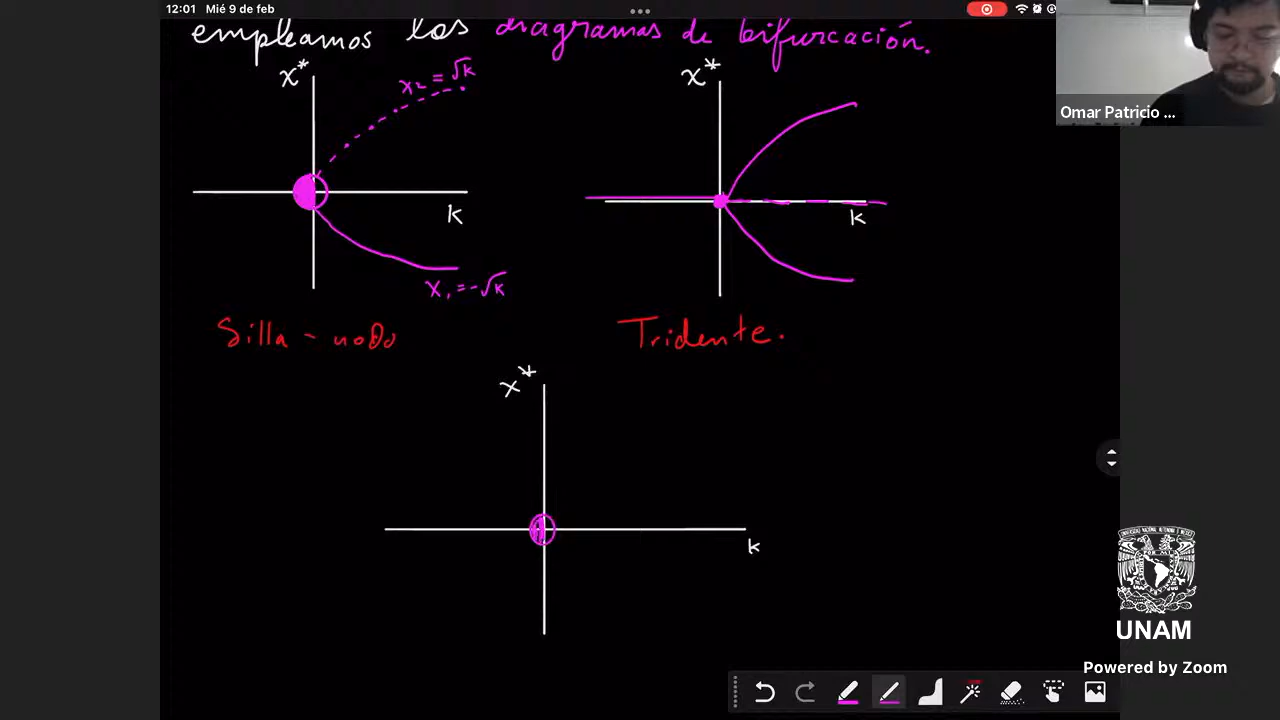 12:01 Mié 9 de feb
empleamos los diagramas de bifurcación.
x*
x2 = √k
k
x1 = -√k
Silla - nodo
x*
k
Tridente.
x*
k
Omar Patricio ...
UNAM
Powered by Zoom